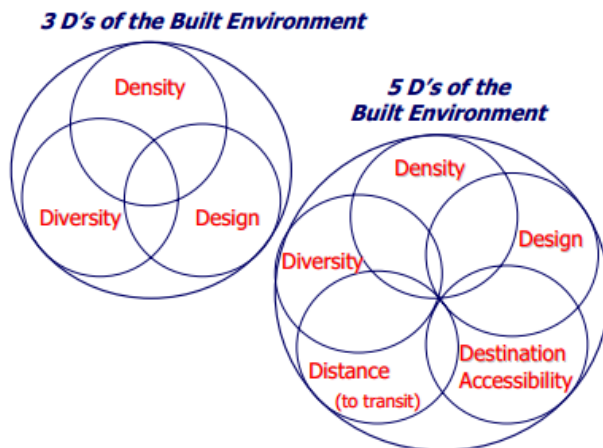 3 D's of the Built Environment
Density
Diversity
Design
5 D's of the
Built Environment
Density
Design
Diversity
Distance
(to transit)
Destination
Accessibility